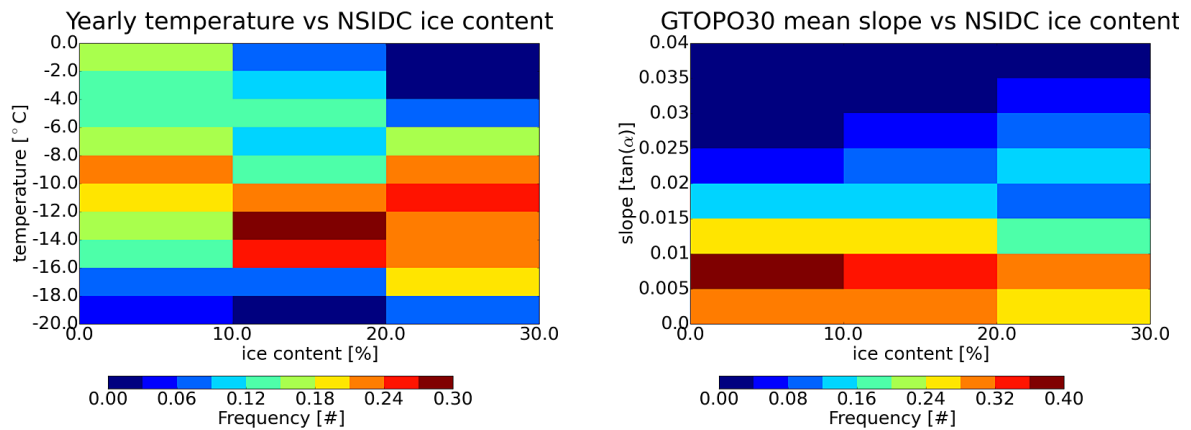 Yearly temperature vs NSIDC ice content
0.0
-2.0
-4.0
-6.0
-8.0
-10.0
-12.0
-14.0
-16.0
-18.0
-20.0
temperature [°C]
0.0 10.0 20.0 30.0
ice content [%]
0.00 0.06 0.12 0.18 0.24 0.30
Frequency [#]
GTOPO30 mean slope vs NSIDC ice content
0.04
0.035
0.03
0.025
0.02
0.015
0.01
0.005
0.0
slope [tan(α)]
0.0 10.0 20.0 30.0
ice content [%]
0.00 0.08 0.16 0.24 0.32 0.40
Frequency [#]